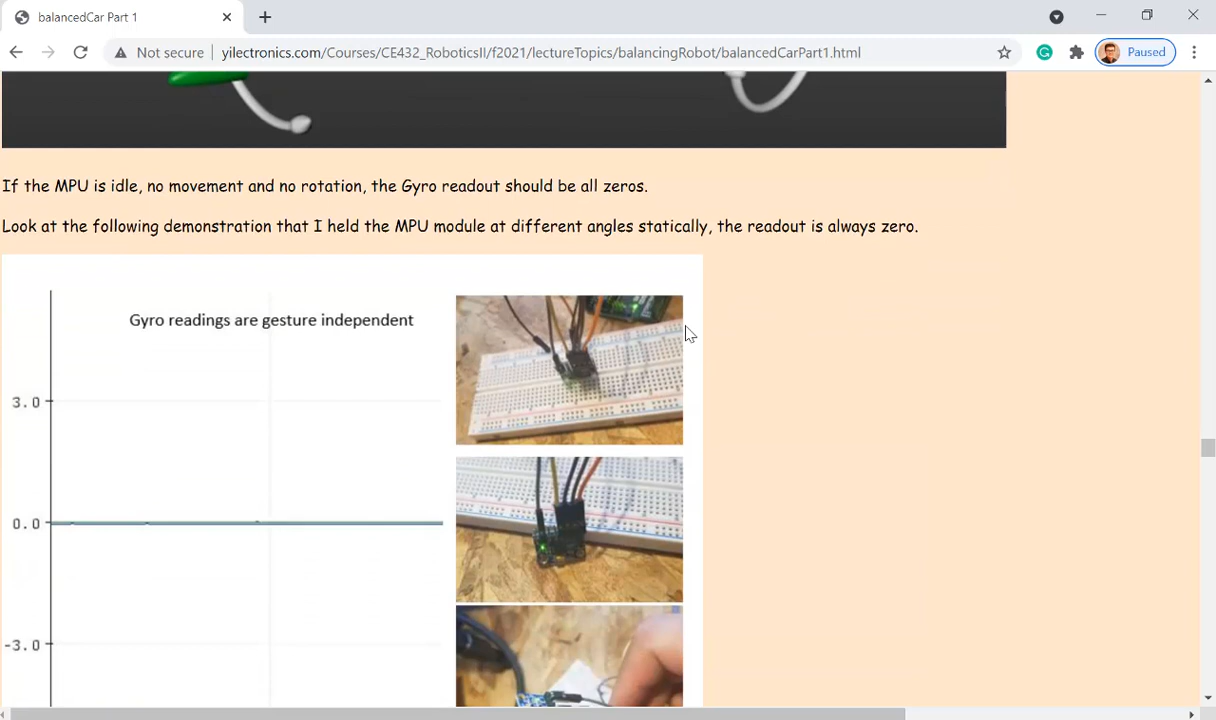 balancedCar Part 1
Not secure
yilectronics.com/Courses/CE432_RoboticsII/f2021/lectureTopics/balancingRobot/balancedCarPart1.html
Paused
If the MPU is idle, no movement and no rotation, the Gyro readout should be all zeros.
Look at the following demonstration that I held the MPU module at different angles statically, the readout is always zero.
Gyro readings are gesture independent
3.0
0.0
-3.0